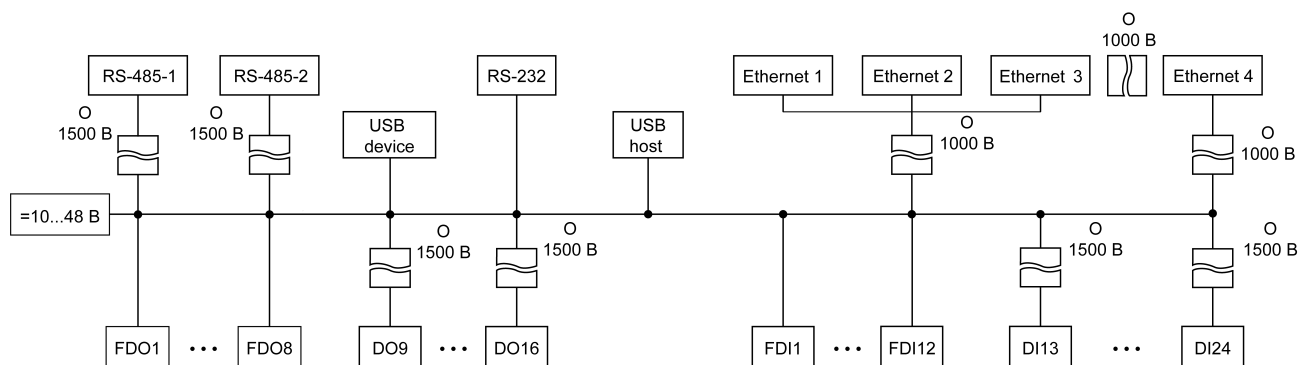 О
1000 В
RS-485-1
RS-485-2
RS-232
Ethernet 1
Ethernet 2
Ethernet 3
Ethernet 4
О
1500 В
О
1500 В
USB
device
USB
host
О
1000 В
О
1000 В
=10...48 В
О
1500 В
О
1500 В
О
1500 В
О
1500 В
FDO1
...
FDO8
DO9
...
DO16
FDI1
...
FDI12
DI13
...
DI24